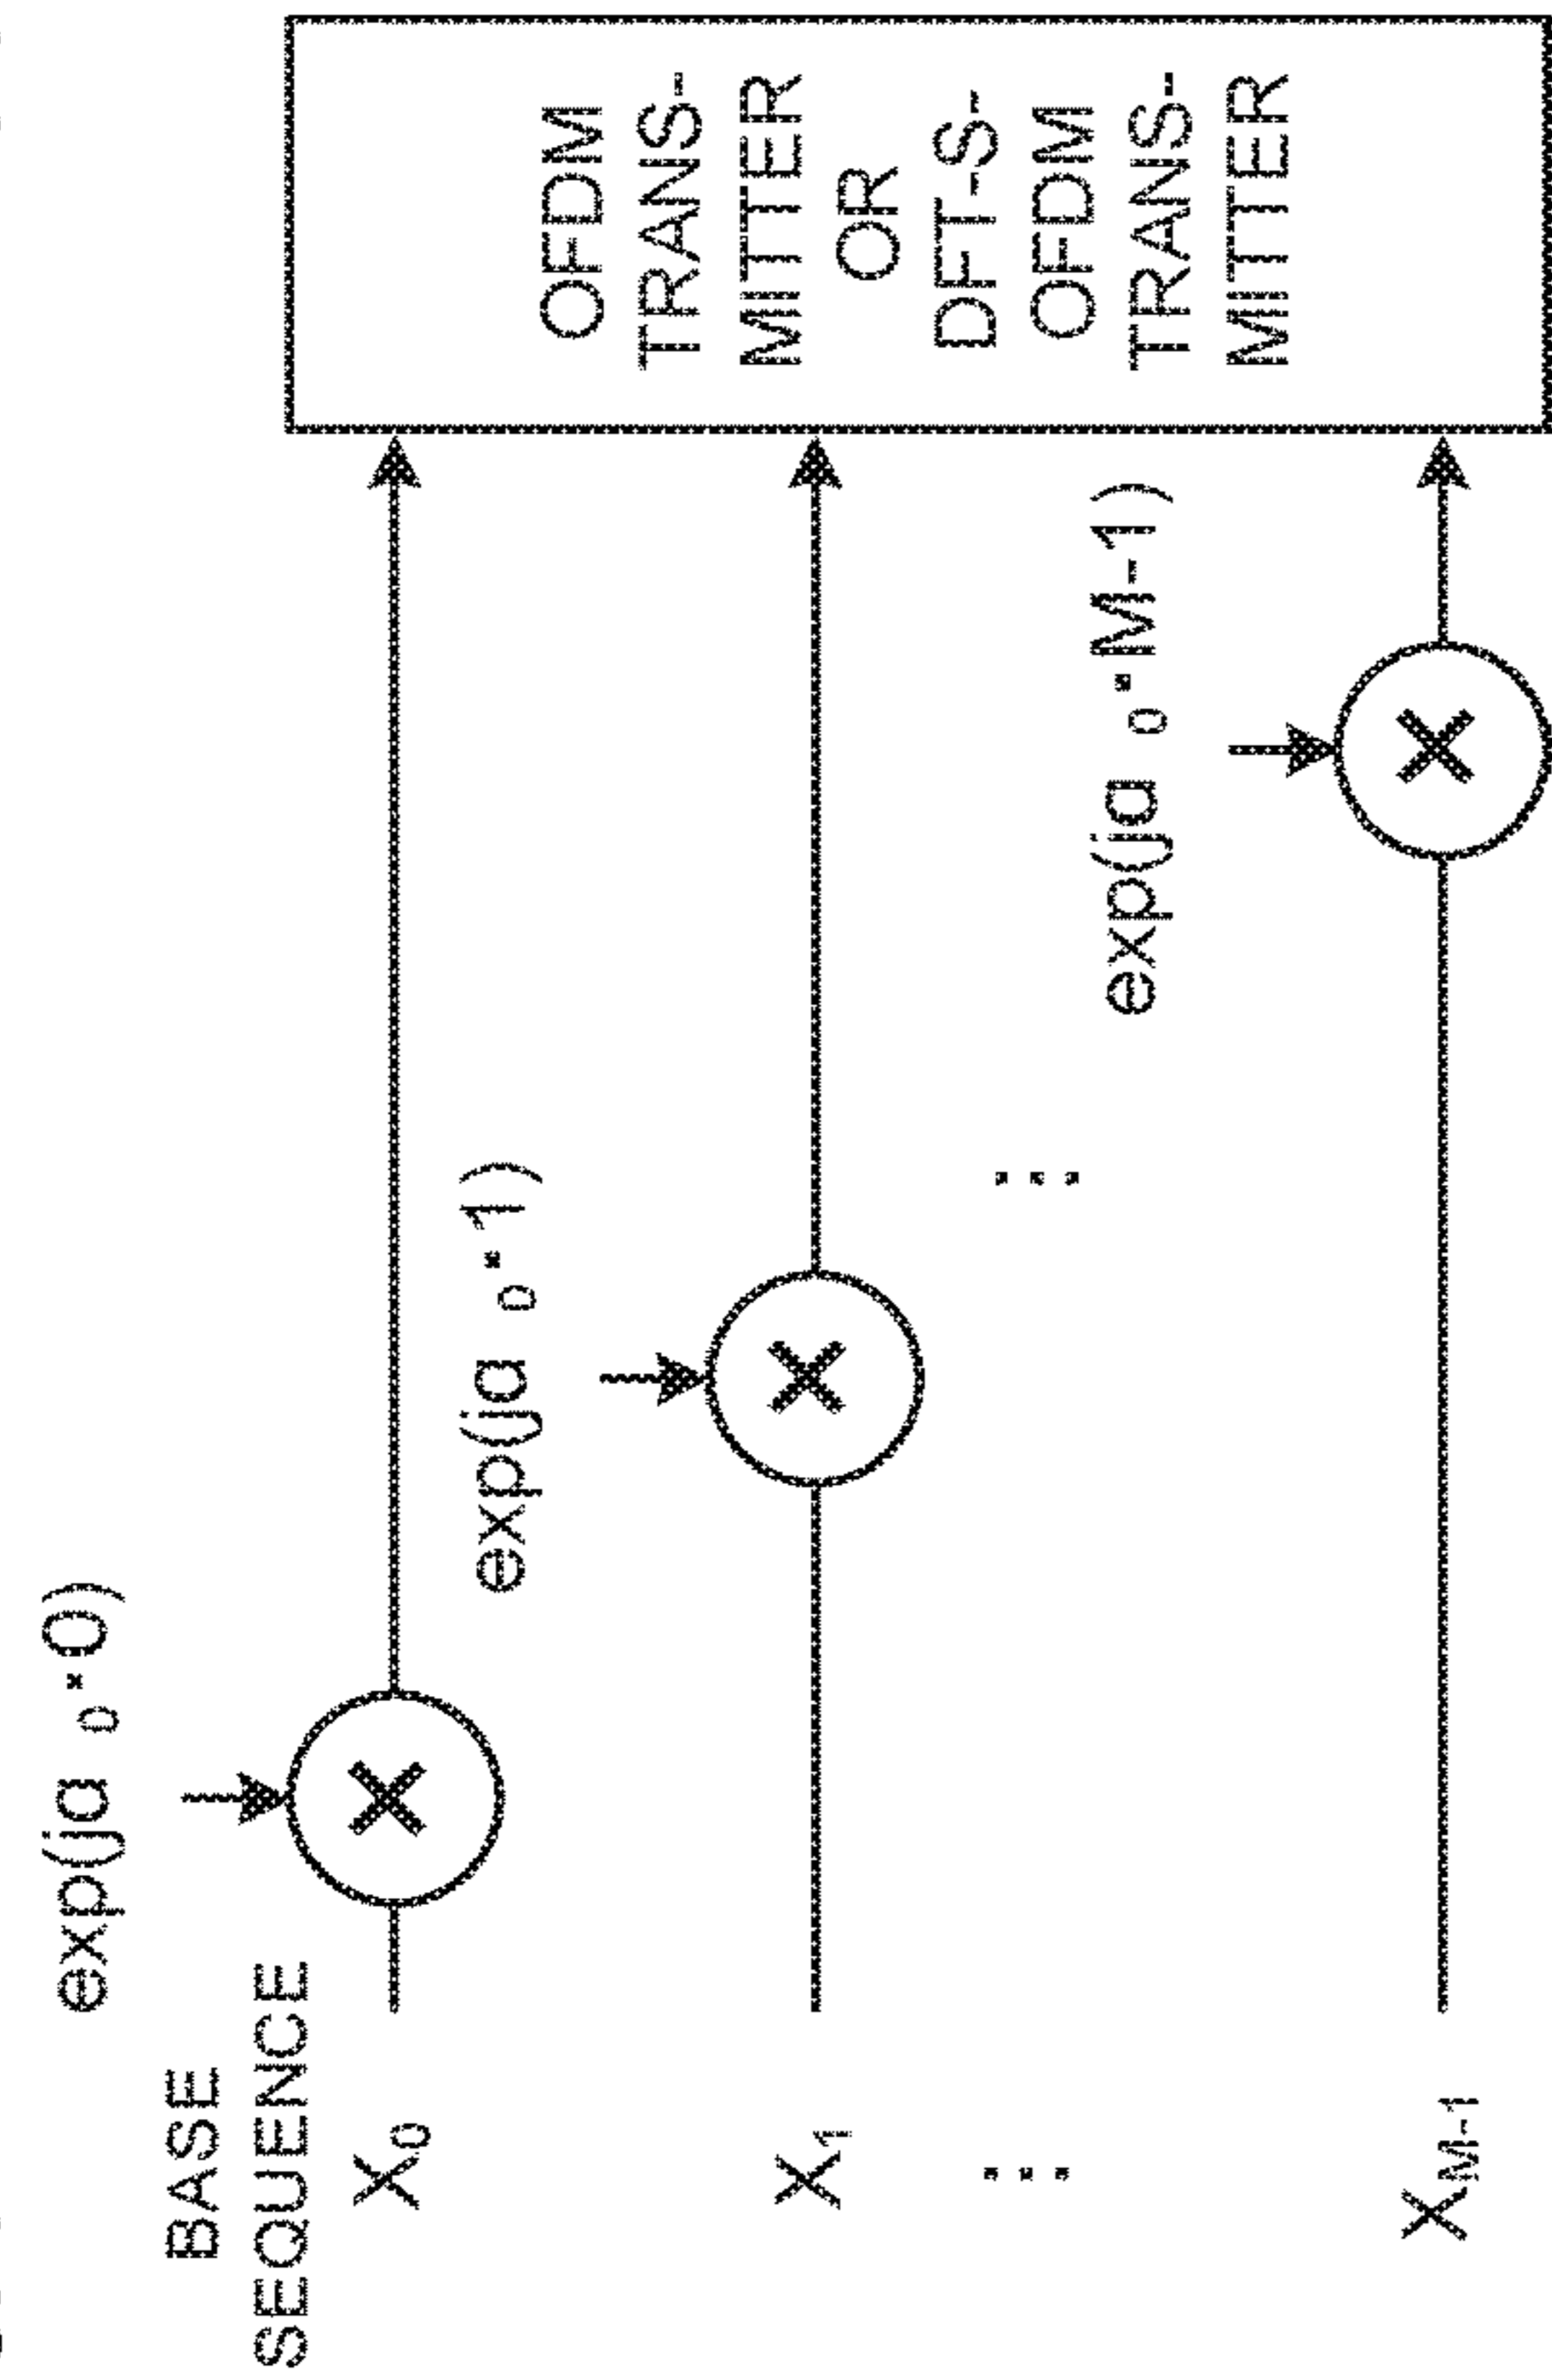 exp(jα₀*0)
BASE
SEQUENCE
X₀
exp(jα₀*1)
X₁
...
...
exp(jα₀*M-1)
X_{M-1}
OFDM
TRANS-
MITTER
OR
DFT-S-
OFDM
TRANS-
MITTER